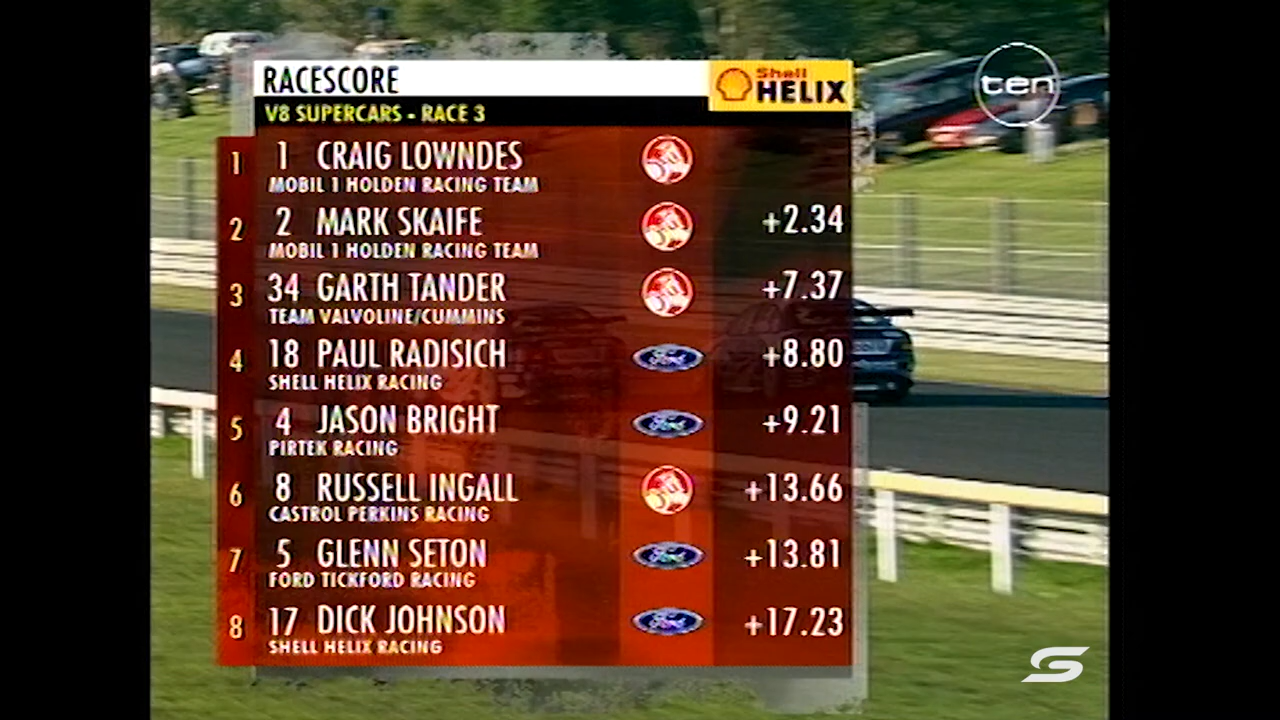 RACESCORE
Shell
HELIX
ten
V8 SUPERCARS - RACE 3
1 1 CRAIG LOWNDES
MOBIL 1 HOLDEN RACING TEAM
2 2 MARK SKAIFE +2.34
MOBIL 1 HOLDEN RACING TEAM
3 34 GARTH TANDER +7.37
TEAM VALVOLINE/CUMMINS
4 18 PAUL RADISICH Ford +8.80
SHELL HELIX RACING
5 4 JASON BRIGHT Ford +9.21
PIRTEK RACING
6 8 RUSSELL INGALL +13.66
CASTROL PERKINS RACING
7 5 GLENN SETON Ford +13.81
FORD TICKFORD RACING
8 17 DICK JOHNSON Ford +17.23
SHELL HELIX RACING